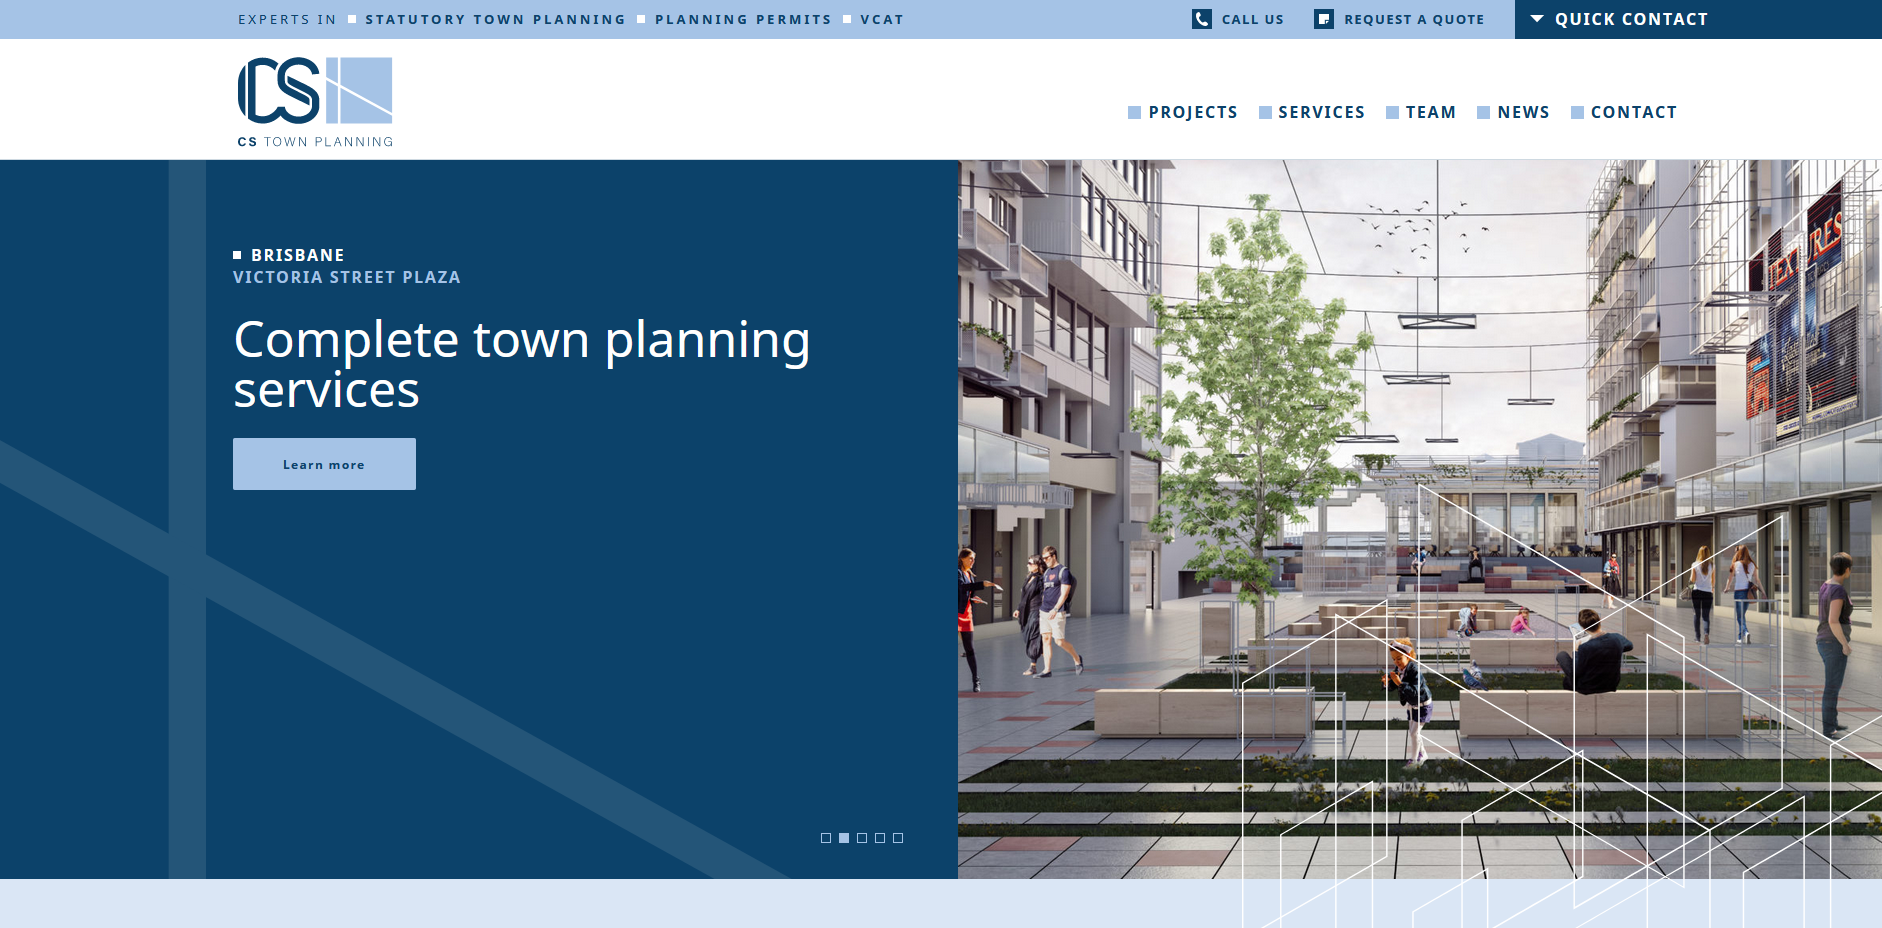 EXPERTS IN STATUTORY TOWN PLANNING PLANNING PERMITS VCAT
CALL US REQUEST A QUOTE QUICK CONTACT
CS
CS TOWN PLANNING
PROJECTS SERVICES TEAM NEWS CONTACT
BRISBANE
VICTORIA STREET PLAZA
Complete town planning
services
Learn more